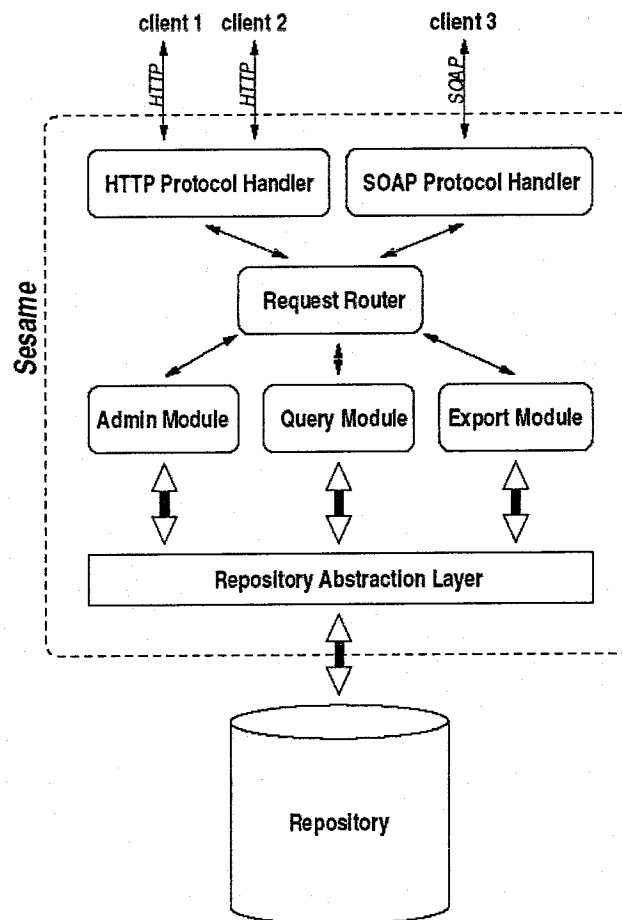 client 1
client 2
client 3
HTTP
HTTP
SOAP
HTTP Protocol Handler
SOAP Protocol Handler
Request Router
Sesame
Admin Module
Query Module
Export Module
Repository Abstraction Layer
Repository